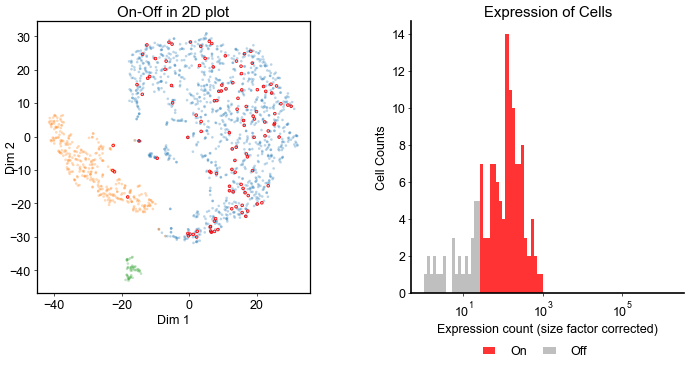 On-Off in 2D plot
30
20
10
0
−10
−20
−30
−40
Dim 2
−40 −20 0 20
Dim 1
Expression of Cells
14
12
10
8
6
4
2
0
Cell Counts
10^1 10^3 10^5
Expression count (size factor corrected)
On Off